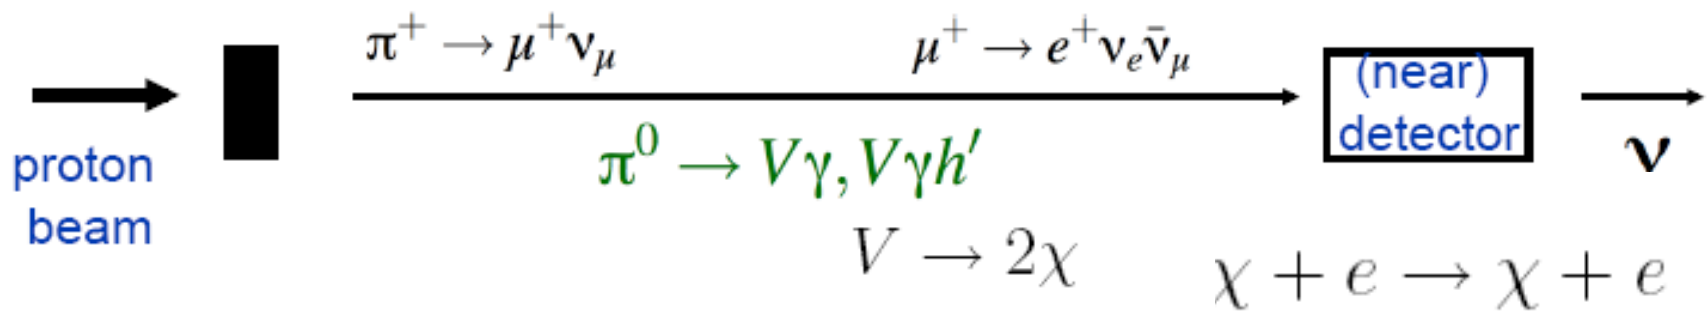 π⁺ → μ⁺ν_μ
μ⁺ → e⁺ν_e ν̄_μ
(near)
detector
proton
beam
π⁰ → Vγ, Vγh′
ν
V → 2χ
χ + e → χ + e